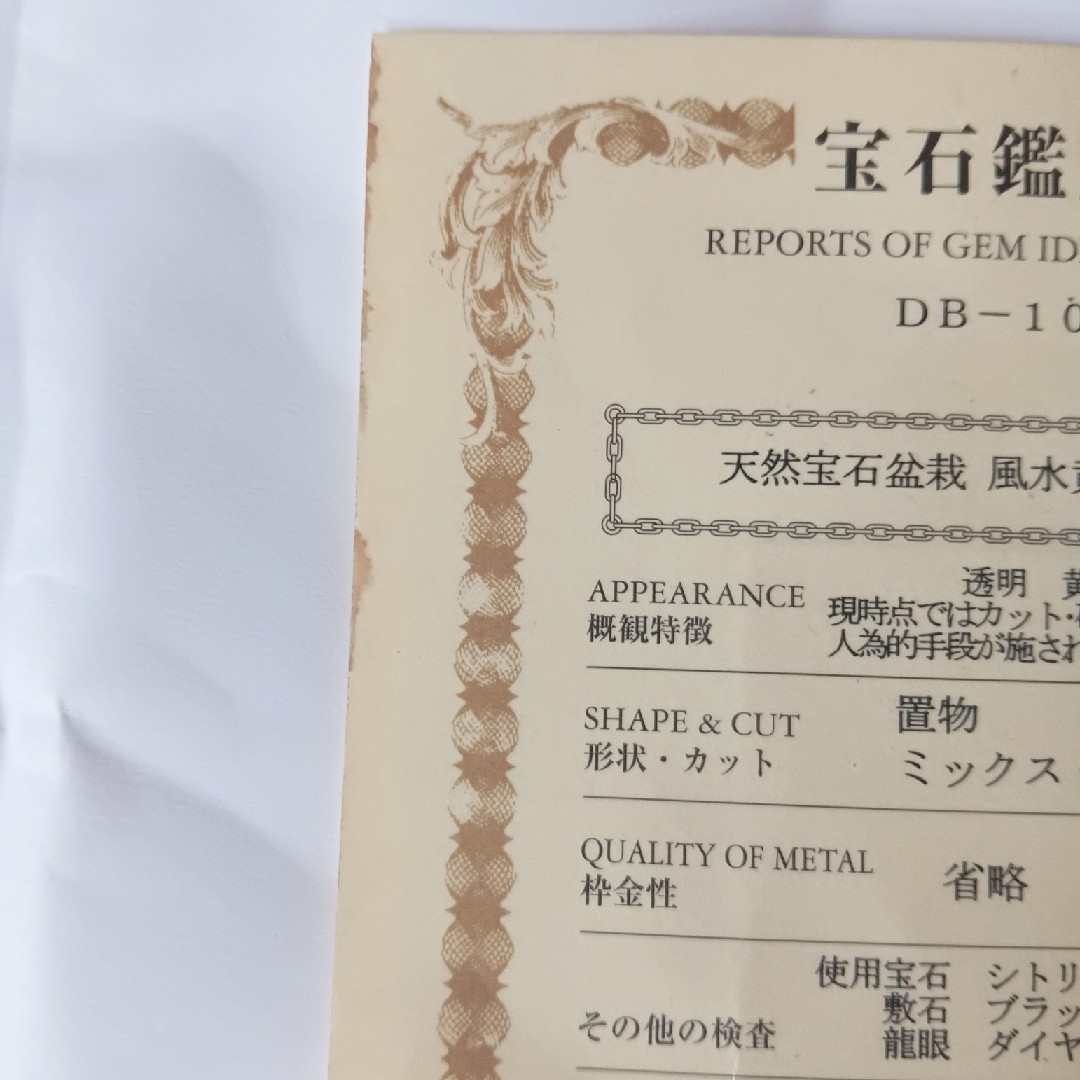 宝石鑑
REPORTS OF GEM ID
DB－10
天然宝石盆栽 風水
APPEARANCE 透明 黄
概観特徴 現時点ではカット・
人為的手段が施され
SHAPE & CUT 置物
形状・カット ミックス
QUALITY OF METAL 省略
枠金性
使用宝石 シトリ
敷石 ブラッ
その他の検査
龍眼 ダイヤ